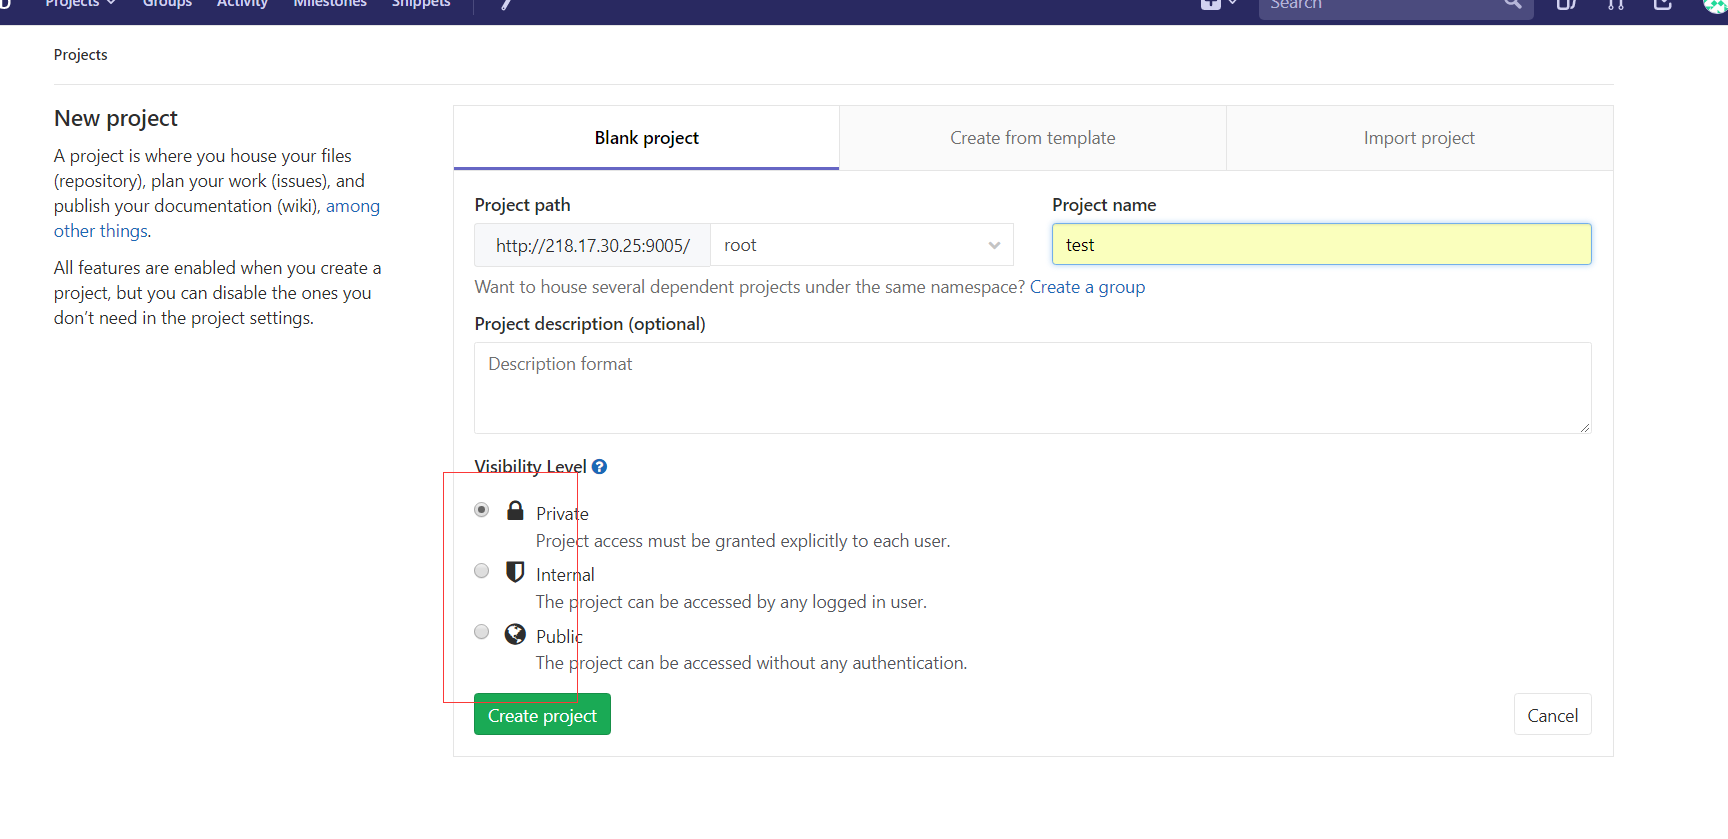 Projects Groups Activity Milestones Snippets Search
Projects
New project
A project is where you house your files
(repository), plan your work (issues), and
publish your documentation (wiki), among
other things.
All features are enabled when you create a
project, but you can disable the ones you
don't need in the project settings.
Blank project Create from template Import project
Project path Project name
http://218.17.30.25:9005/ root test
Want to house several dependent projects under the same namespace? Create a group
Project description (optional)
Description format
Visibility Level ?
Private
Project access must be granted explicitly to each user.
Internal
The project can be accessed by any logged in user.
Public
The project can be accessed without any authentication.
Create project Cancel